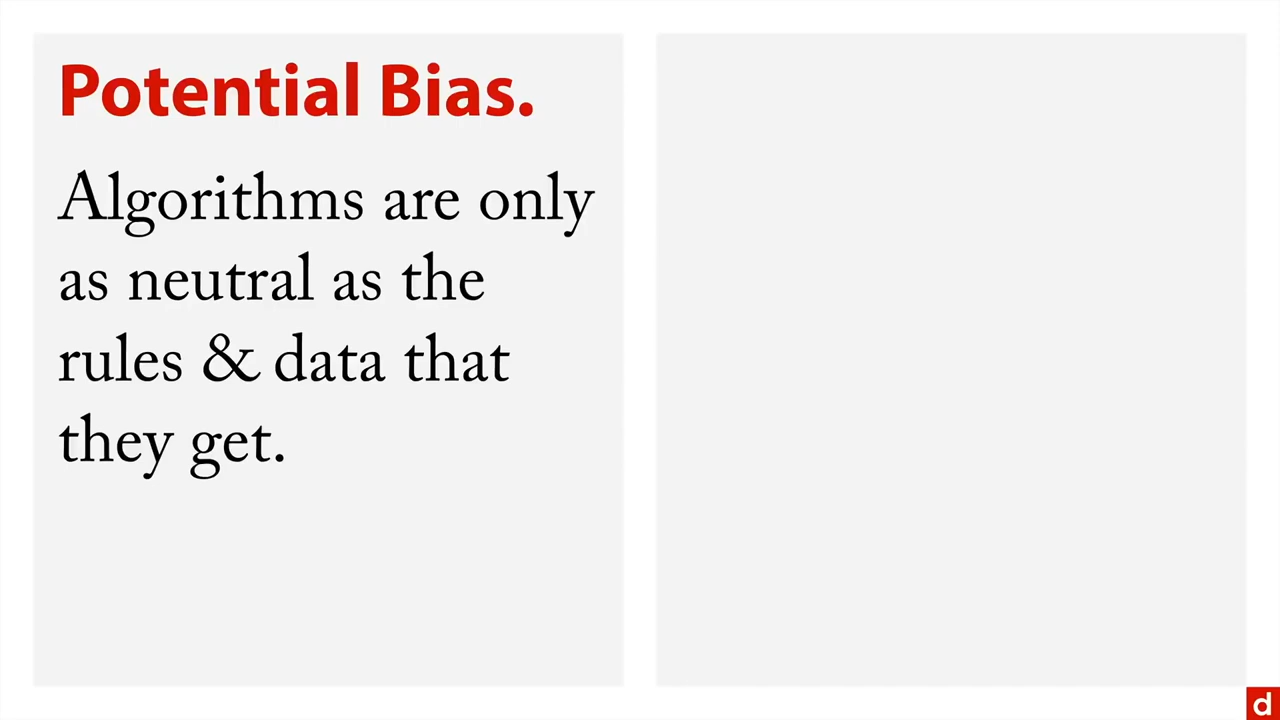 Potential Bias.
Algorithms are only
as neutral as the
rules & data that
they get.
d